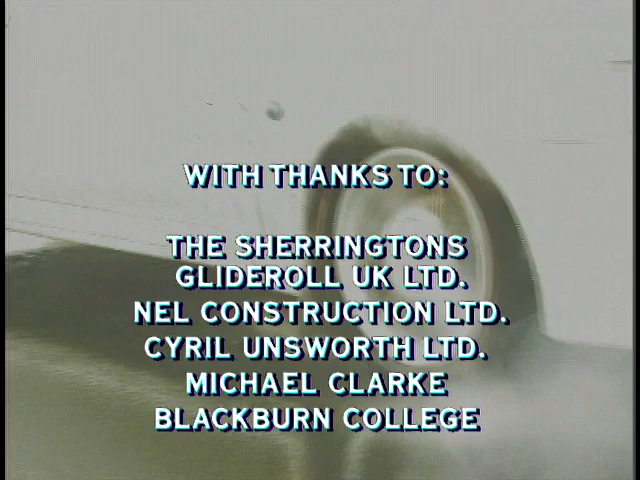 WITH THANKS TO:
THE SHERRINGTONS
GLIDEROLL UK LTD.
NEL CONSTRUCTION LTD.
CYRIL UNSWORTH LTD.
MICHAEL CLARKE
BLACKBURN COLLEGE